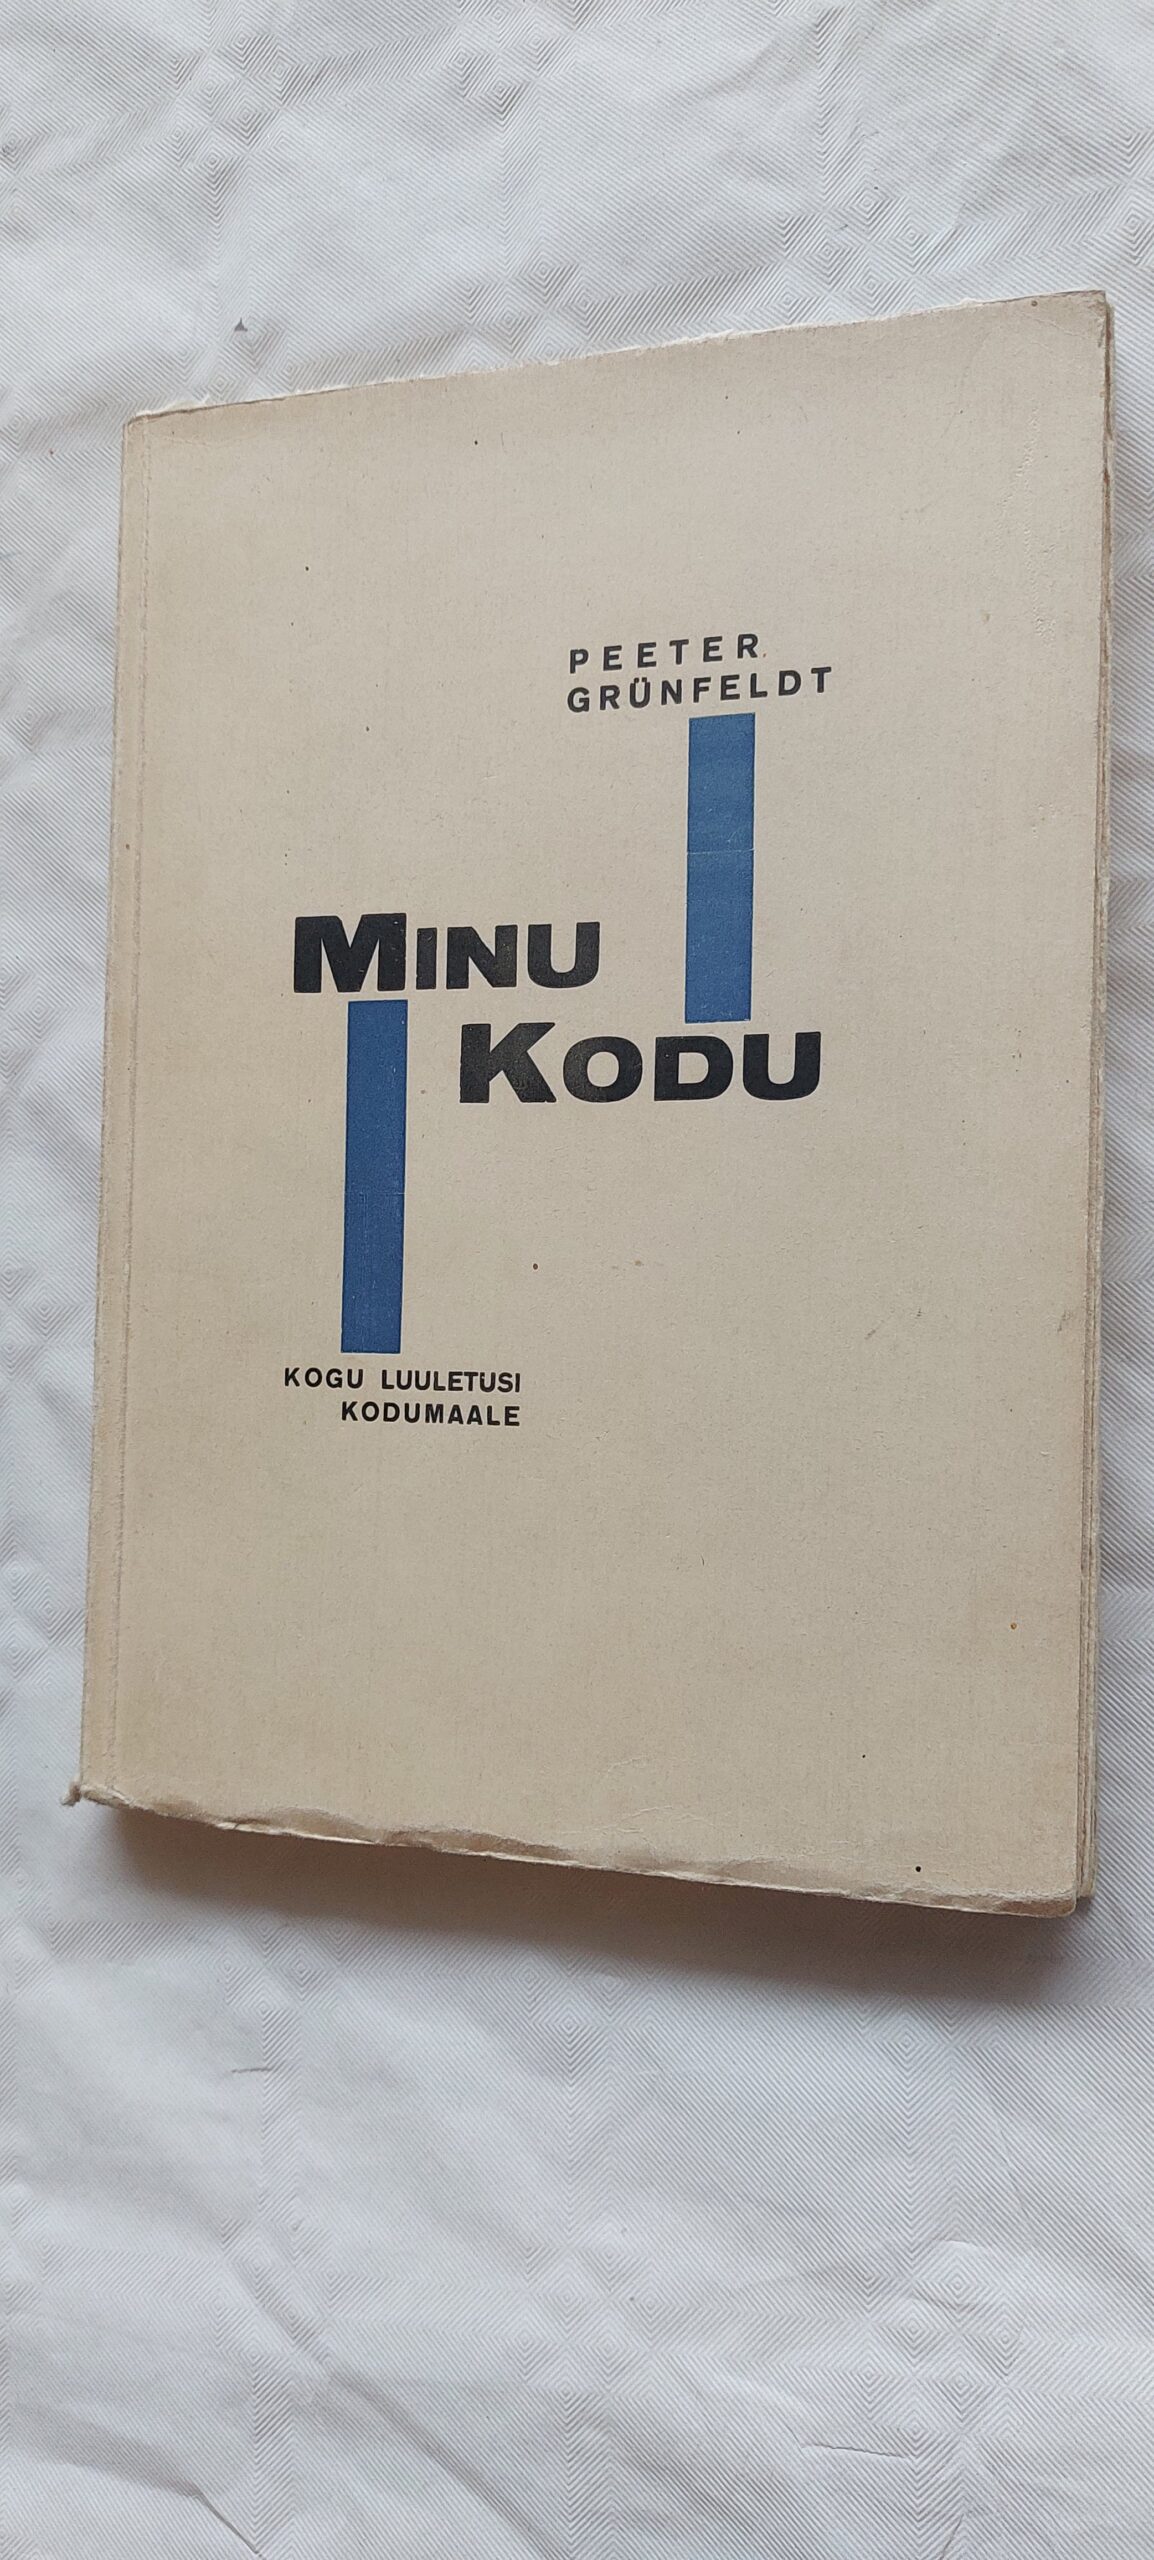 PEETER
GRÜNFELDT
MINU
KODU
KOGU LUULETUSI
KODUMAALE